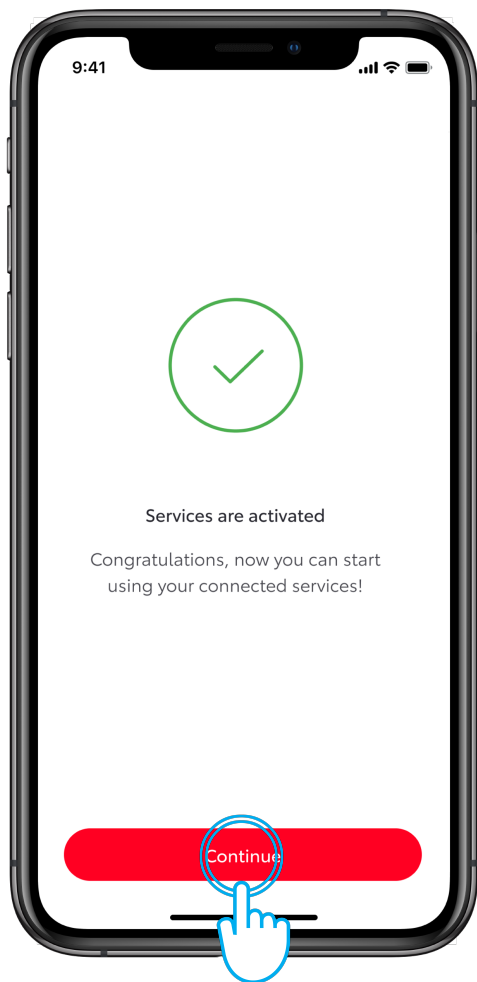 9:41
Services are activated
Congratulations, now you can start
using your connected services!
Continue